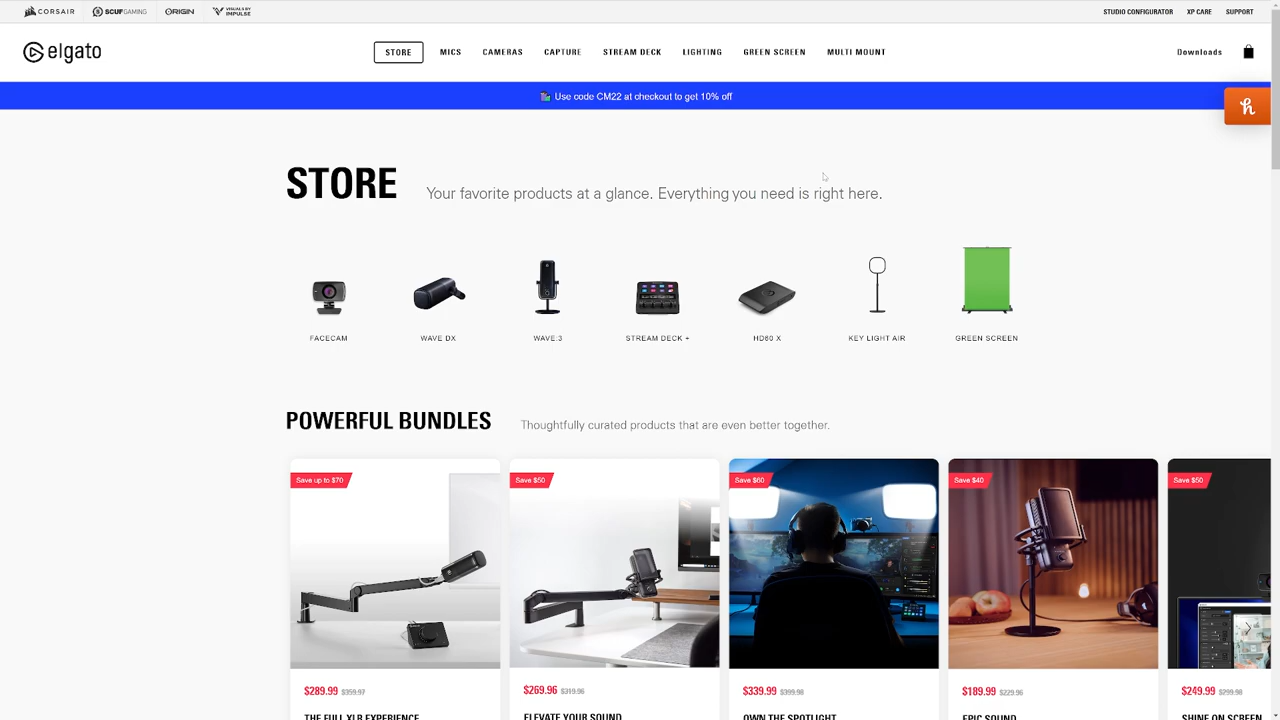 CORSAIR
SCUFGAMING
ORIGIN
VISUALS BY IMPULSE
STUDIO CONFIGURATOR
XP CARE
SUPPORT
elgato
STORE
MICS
CAMERAS
CAPTURE
STREAM DECK
LIGHTING
GREEN SCREEN
MULTI MOUNT
Downloads
Use code CM22 at checkout to get 10% off
STORE
Your favorite products at a glance. Everything you need is right here.
FACECAM
WAVE DX
WAVE:3
STREAM DECK +
HD60 X
KEY LIGHT AIR
GREEN SCREEN
POWERFUL BUNDLES
Thoughtfully curated products that are even better together.
Save up to $70
Save $50
Save $60
Save $40
Save $50
$289.99 $359.97
$269.96 $319.96
$339.99 $399.98
$189.99 $229.96
$249.99 $299.98
THE FULL XLR EXPERIENCE
ELEVATE YOUR SOUND
OWN THE SPOTLIGHT
EPIC SOUND
SHINE ON SCREEN